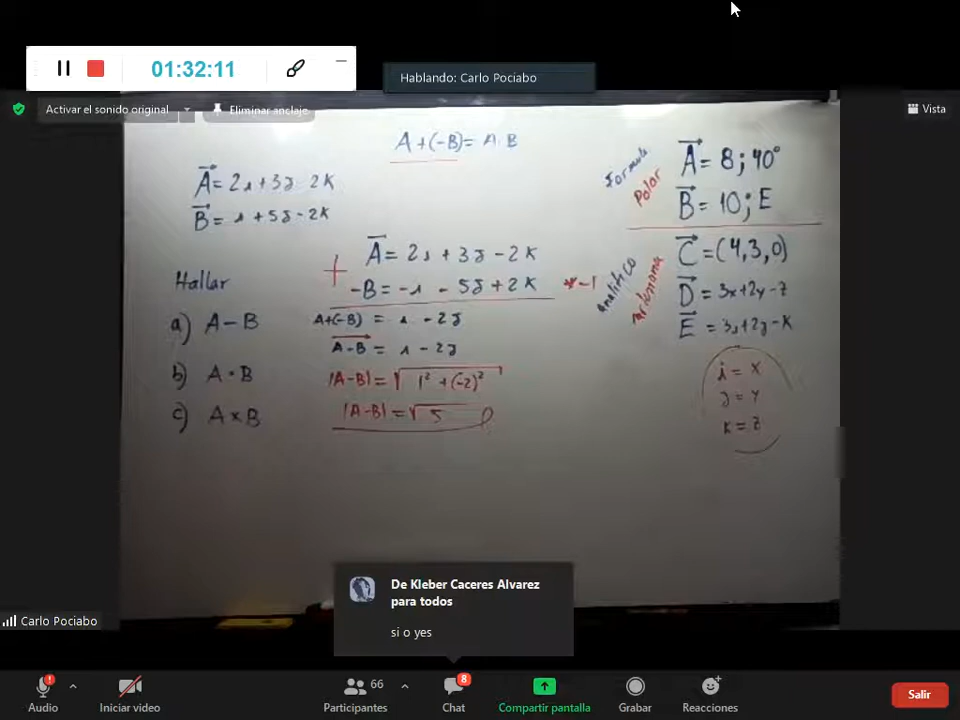 01:32:11
Hablando: Carlo Pociabo
Activar el sonido original
Eliminar anclaje
Vista
A+(-B)= A-B
A= 2i+3j-2K
B= i+5j-2K
Hallar
a) A-B
b) A·B
c) A×B
A= 2i+3j-2K
-B= -i-5j+2K
*-1
A+(-B) = i-2j
A-B = i-2j
|A-B|=√1²+(-2)²
|A-B|=√5
Formula
Polar
A= 8; 40°
B= 10; E
Analitico
C= (4,3,0)
D= 3x+2y-z
E = 3i+2j-K
i = X
j = Y
K = Z
De Kleber Caceres Alvarez
para todos
si o yes
Carlo Pociabo
Audio
Iniciar video
66
Participantes
8
Chat
Compartir pantalla
Grabar
Reacciones
Salir